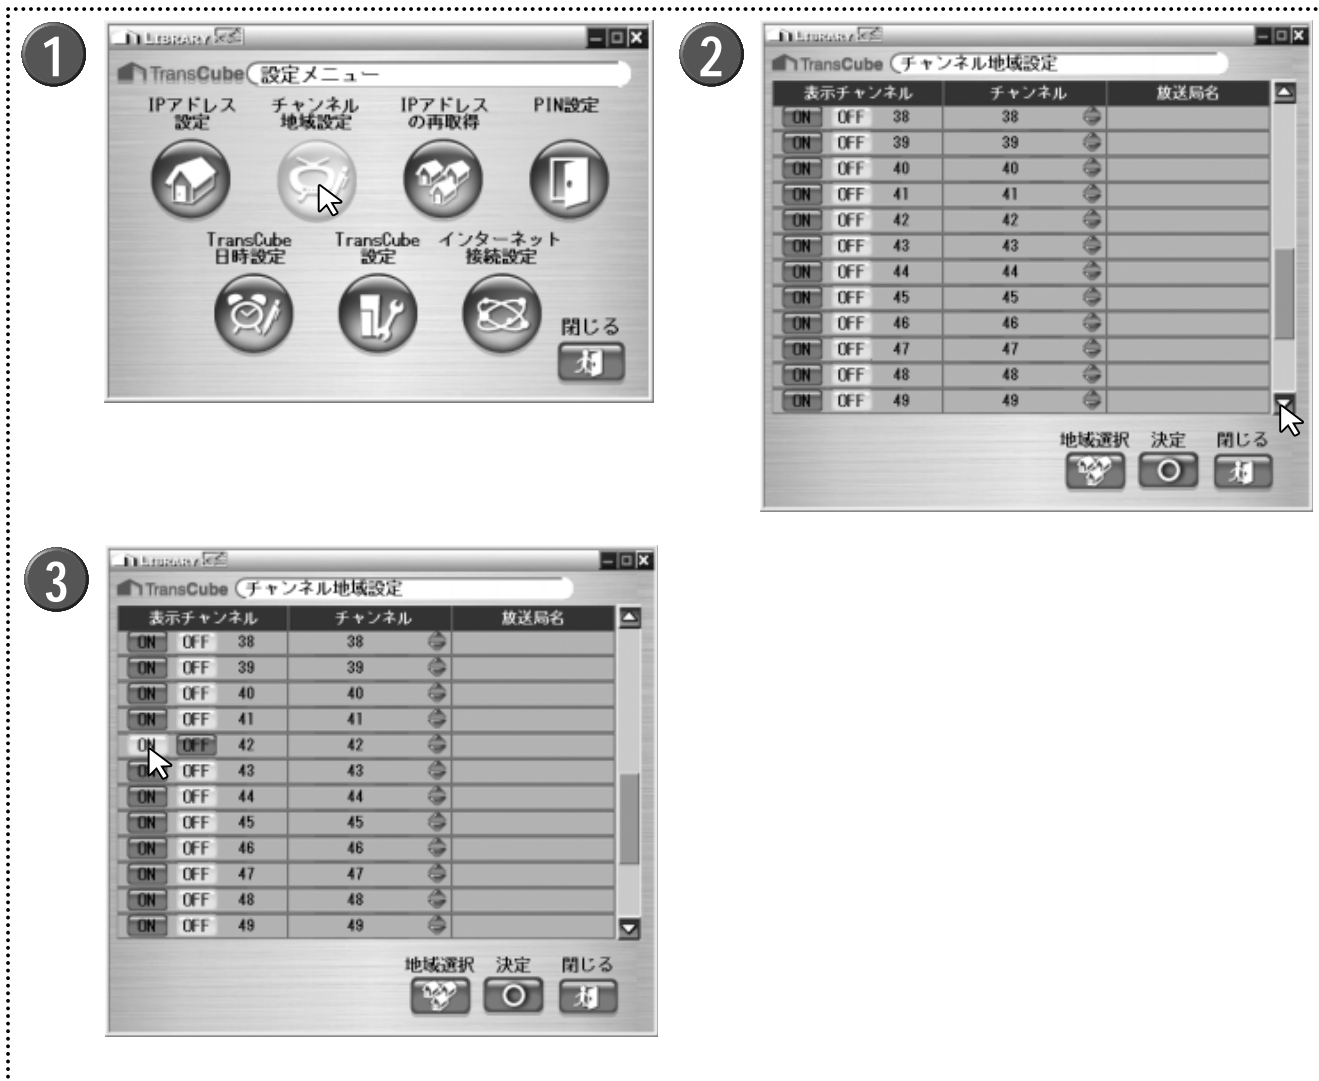 1
LIBRARY
TransCube 設定メニュー
IPアドレス
設定
チャンネル
地域設定
IPアドレス
の再取得
PIN設定
TransCube
日時設定
TransCube
設定
インターネット
接続設定
閉じる
2
LIBRARY
TransCube チャンネル地域設定
表示チャンネル チャンネル 放送局名
ON OFF 38 38
ON OFF 39 39
ON OFF 40 40
ON OFF 41 41
ON OFF 42 42
ON OFF 43 43
ON OFF 44 44
ON OFF 45 45
ON OFF 46 46
ON OFF 47 47
ON OFF 48 48
ON OFF 49 49
地域選択 決定 閉じる
3
LIBRARY
TransCube チャンネル地域設定
表示チャンネル チャンネル 放送局名
ON OFF 38 38
ON OFF 39 39
ON OFF 40 40
ON OFF 41 41
ON OFF 42 42
ON OFF 43 43
ON OFF 44 44
ON OFF 45 45
ON OFF 46 46
ON OFF 47 47
ON OFF 48 48
ON OFF 49 49
地域選択 決定 閉じる